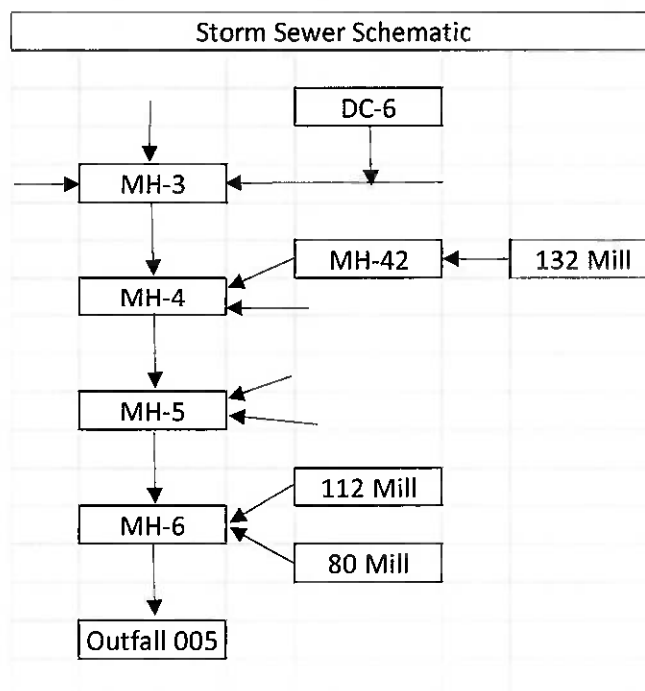 Storm Sewer Schematic
DC-6
MH-3
MH-42
132 Mill
MH-4
MH-5
112 Mill
MH-6
80 Mill
Outfall 005